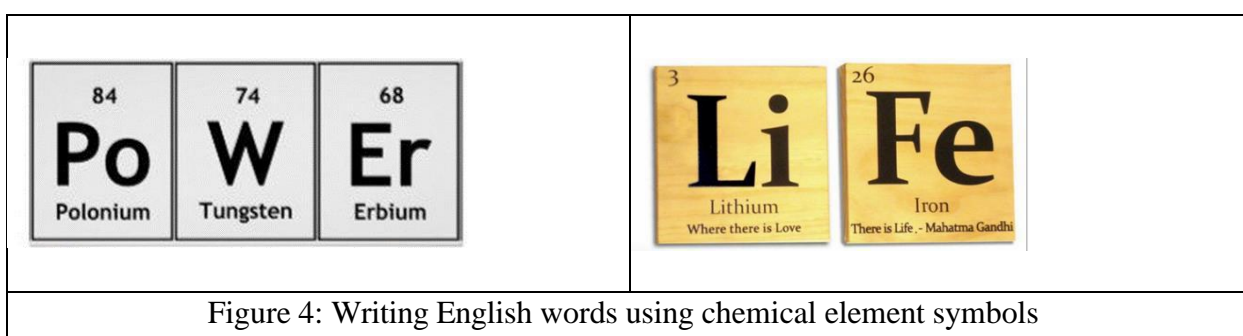 84 74 68
Po W Er
Polonium Tungsten Erbium
3 26
Li Fe
Lithium Iron
Where there is Love There is Life .- Mahatma Gandhi
Figure 4: Writing English words using chemical element symbols